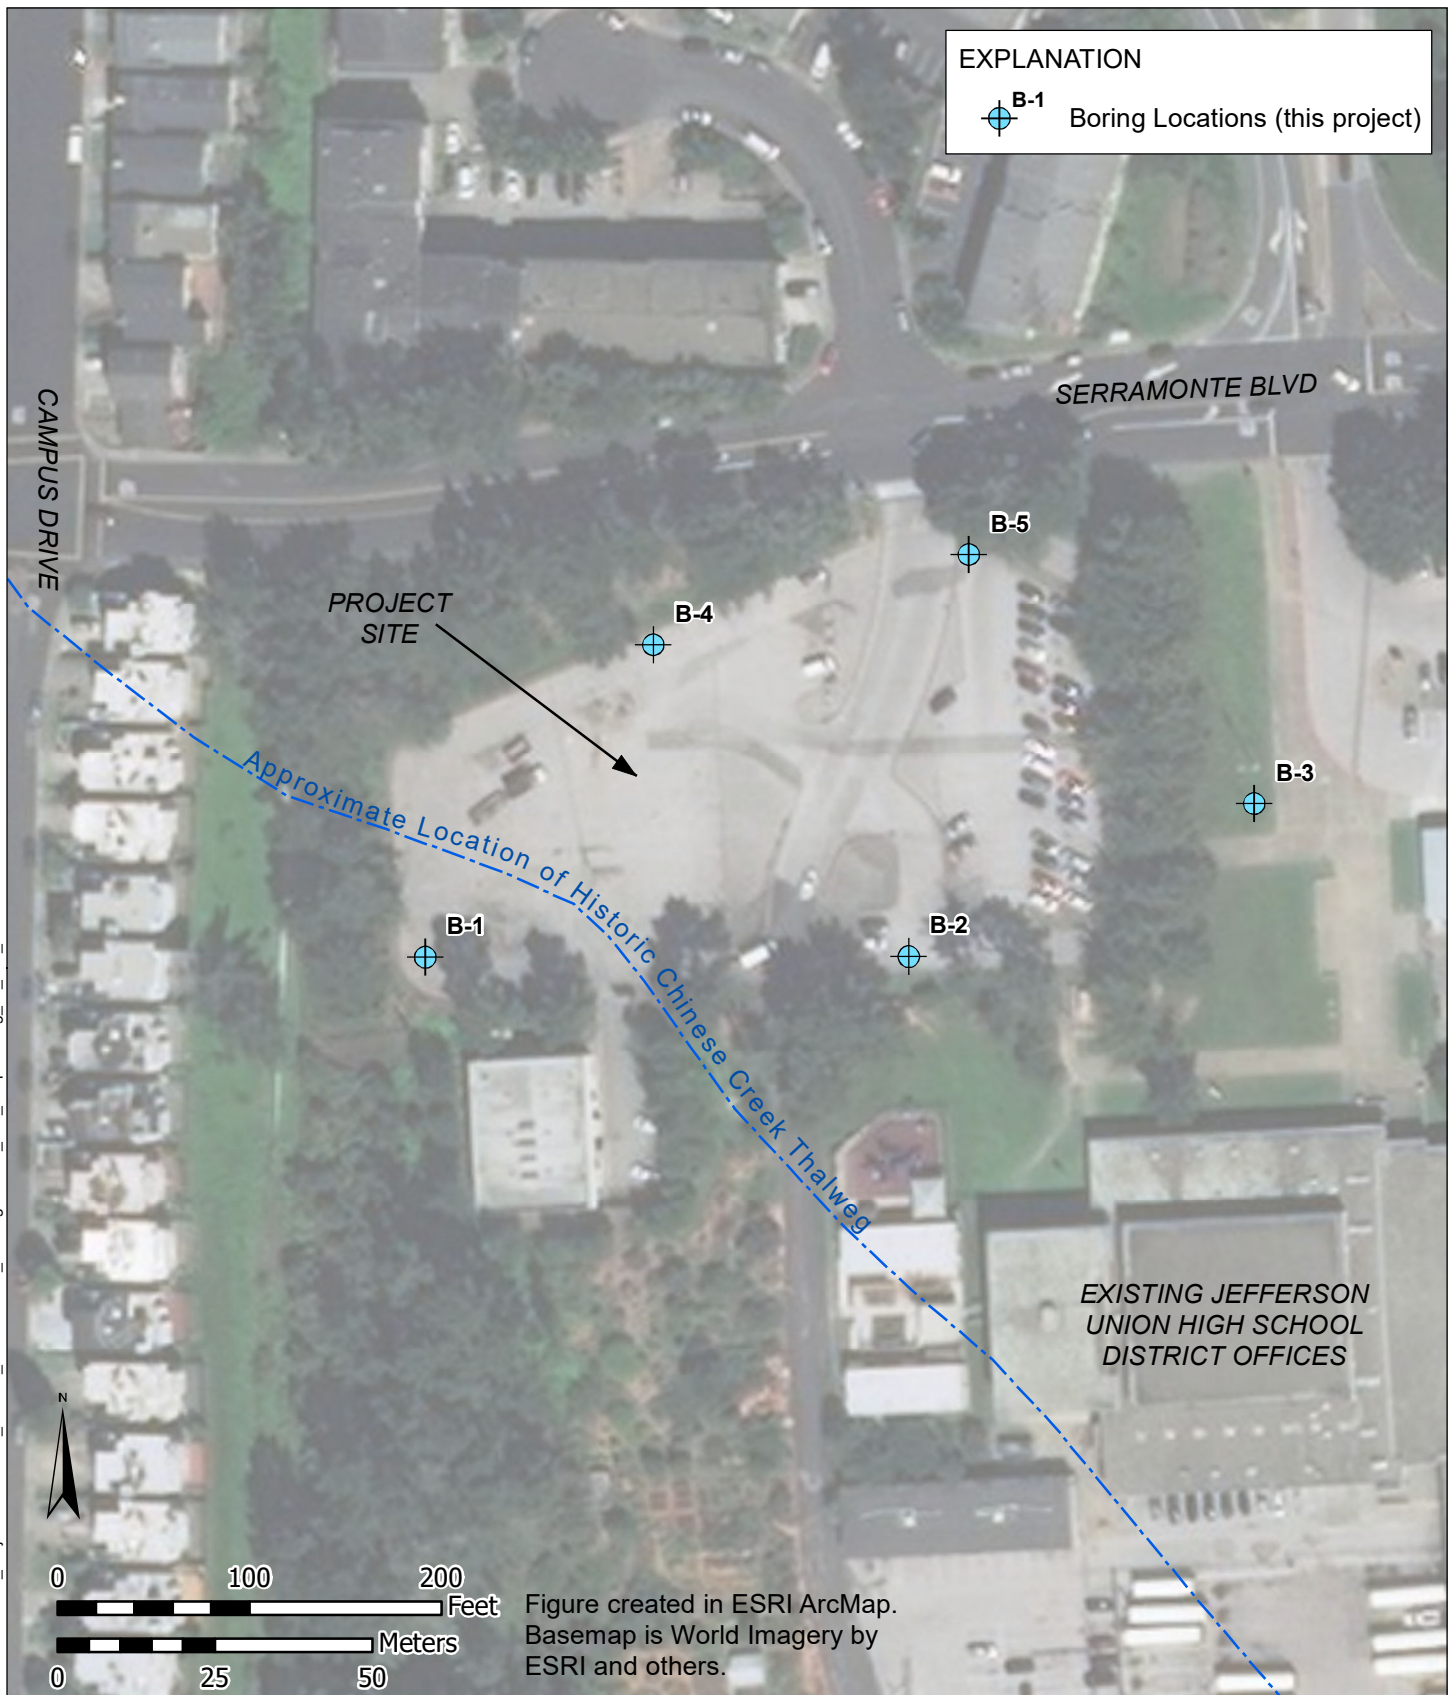 EXPLANATION
B-1
Boring Locations (this project)
SERRAMONTE BLVD
CAMPUS DRIVE
B-5
PROJECT
SITE
B-4
B-3
Approximate Location of Historic Chinese Creek Thalweg
B-1
B-2
EXISTING JEFFERSON
UNION HIGH SCHOOL
DISTRICT OFFICES
N
0 100 200
Feet
Meters
0 25 50
Figure created in ESRI ArcMap.
Basemap is World Imagery by
ESRI and others.